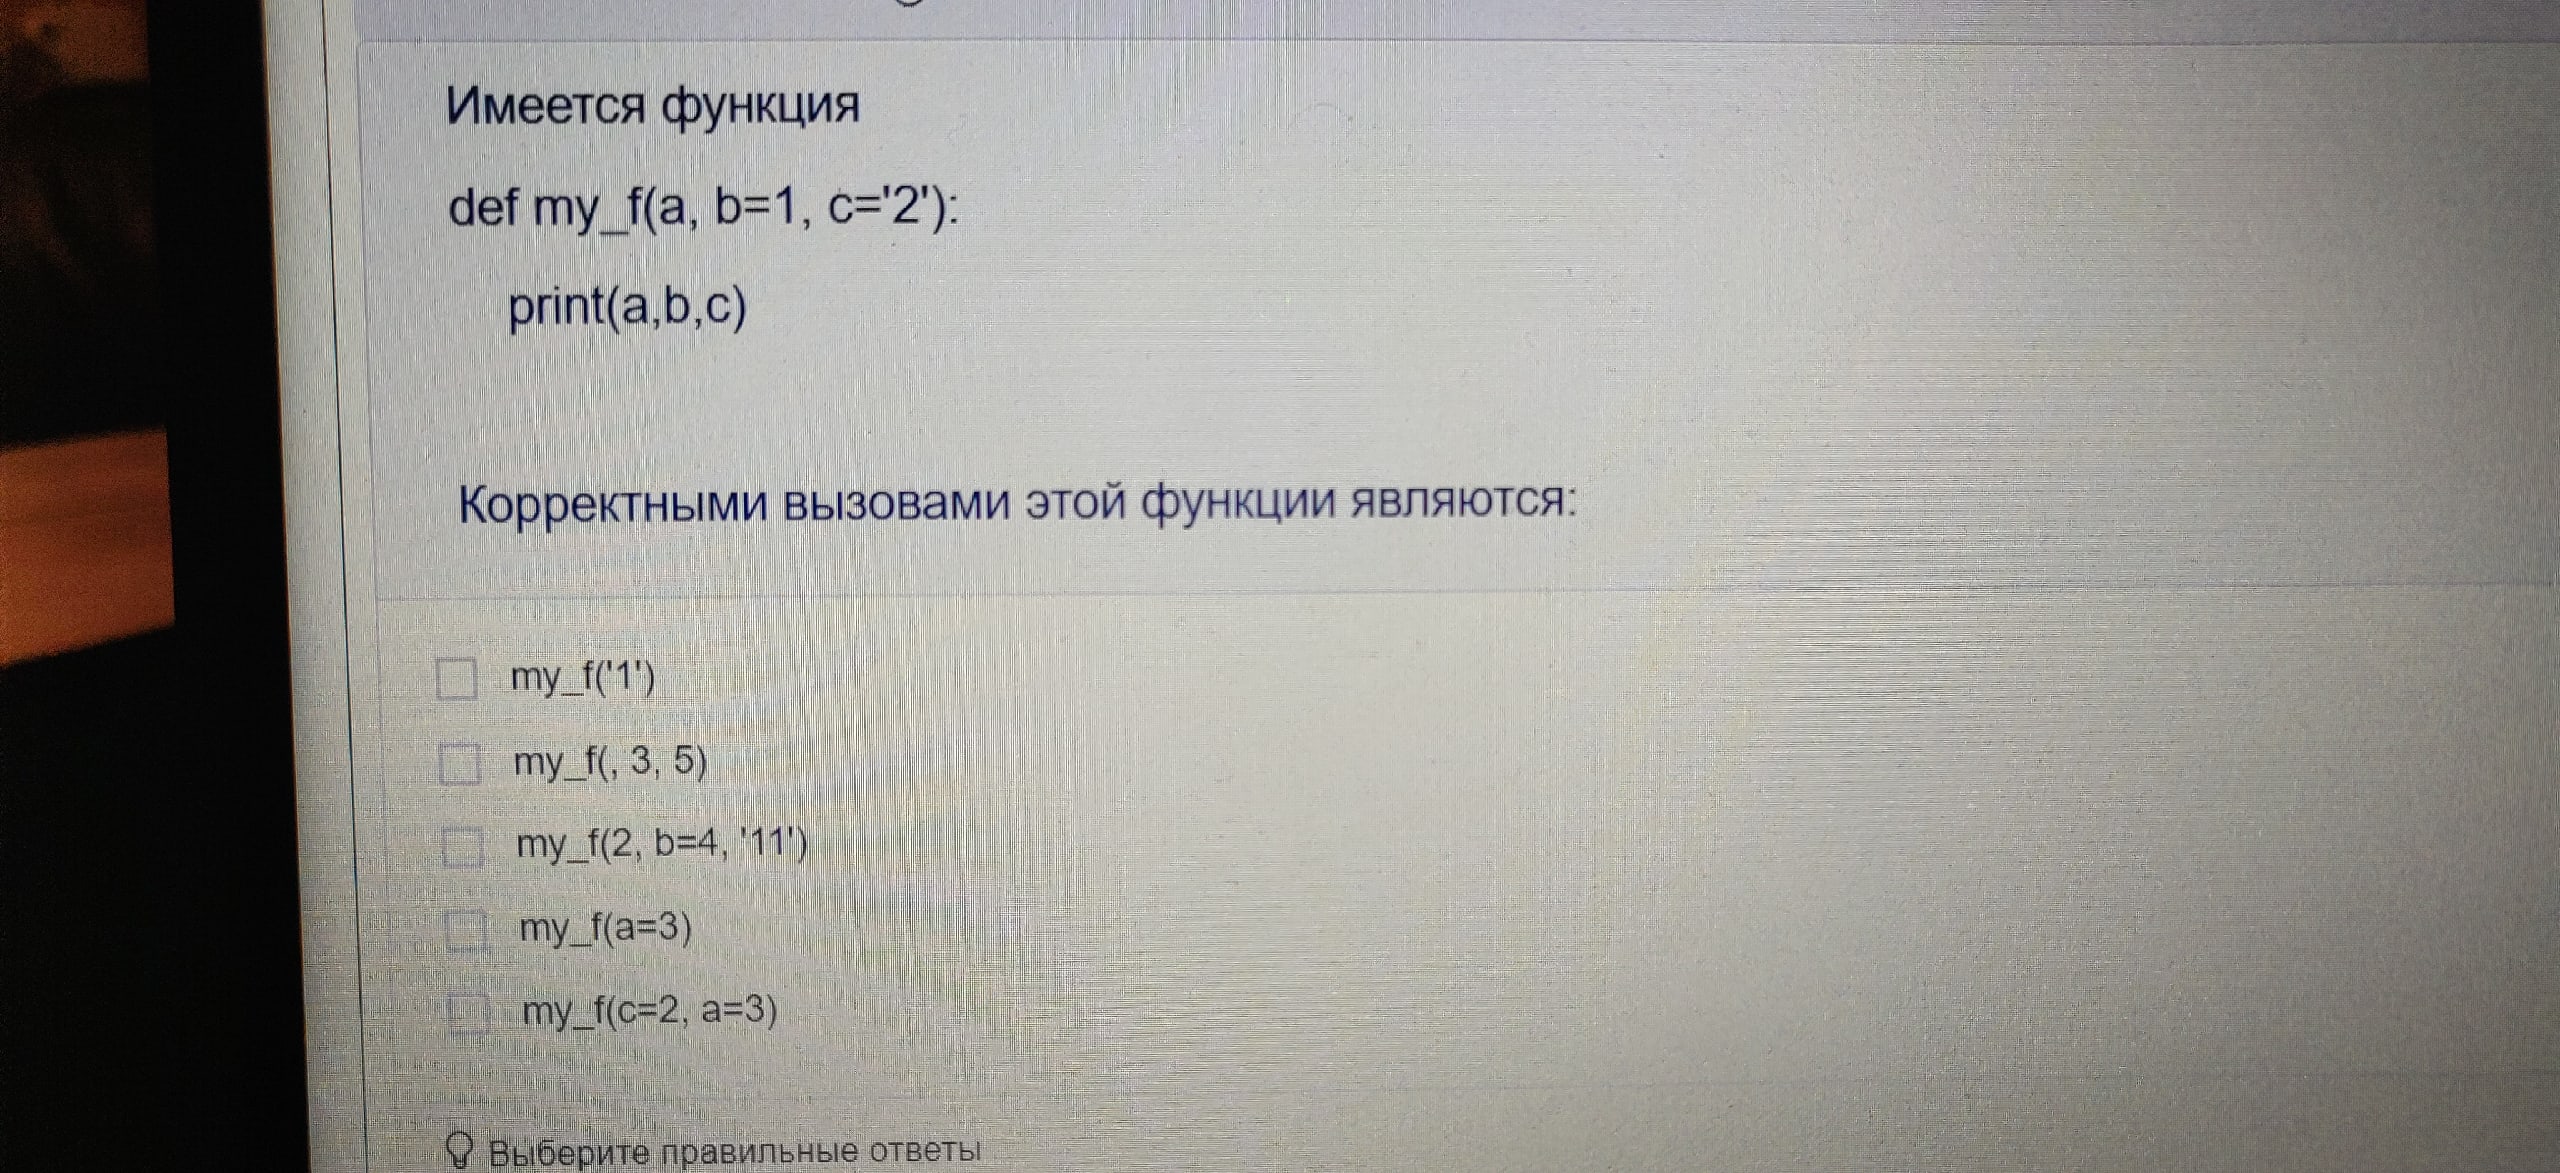 Имеется функция
def my_f(a, b=1, c='2'):
print(a,b,c)
Корректными вызовами этой функции являются:
my_f('1')
my_f(, 3, 5)
my_f(2, b=4, '11')
my_f(a=3)
my_f(c=2, a=3)
Выберите правильные ответы